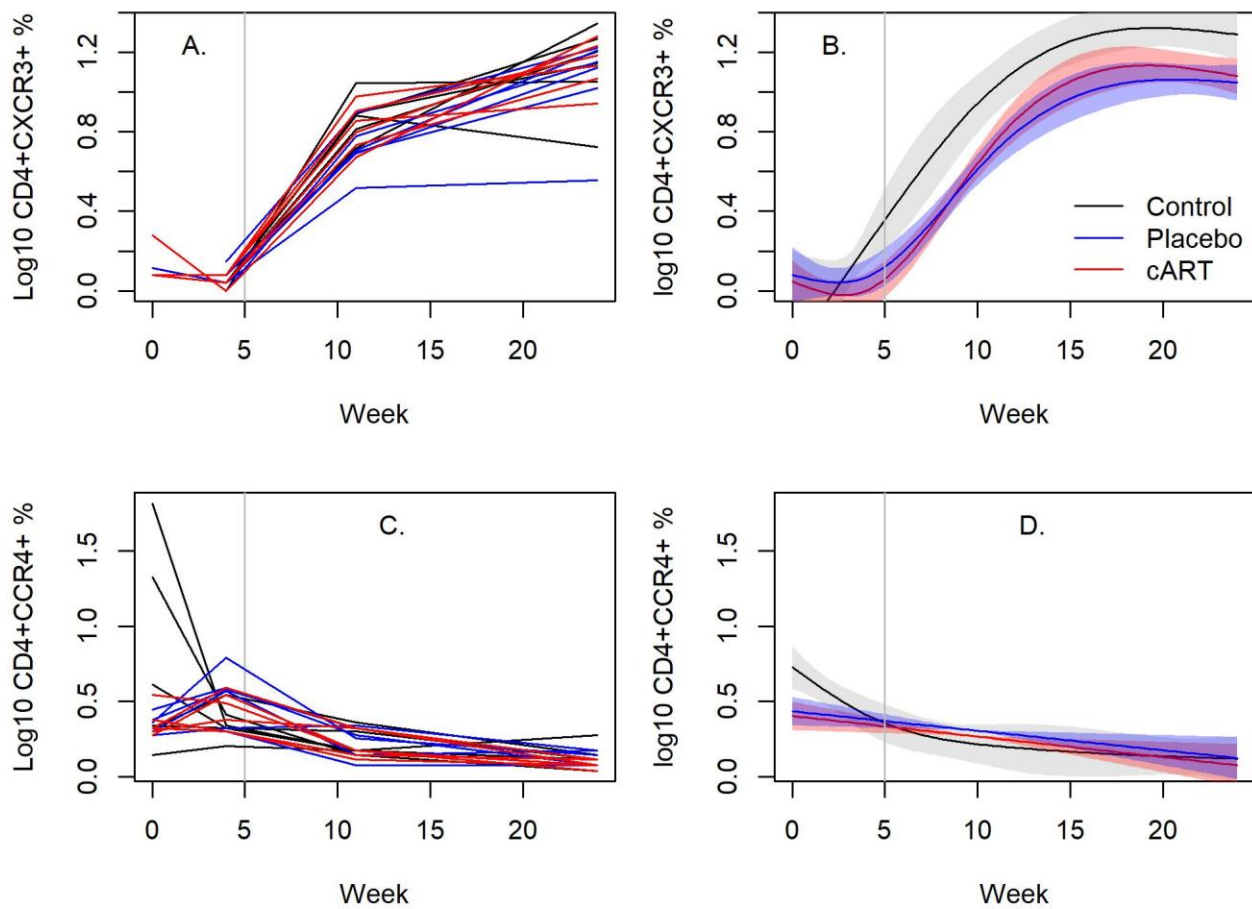 A.
Log10 CD4+CXCR3+ %
0.0 0.4 0.8 1.2
0 5 10 15 20
Week
B.
log10 CD4+CXCR3+ %
0.0 0.4 0.8 1.2
Control
Placebo
cART
0 5 10 15 20
Week
C.
Log10 CD4+CCR4+ %
0.0 0.5 1.0 1.5
0 5 10 15 20
Week
D.
log10 CD4+CCR4+ %
0.0 0.5 1.0 1.5
0 5 10 15 20
Week